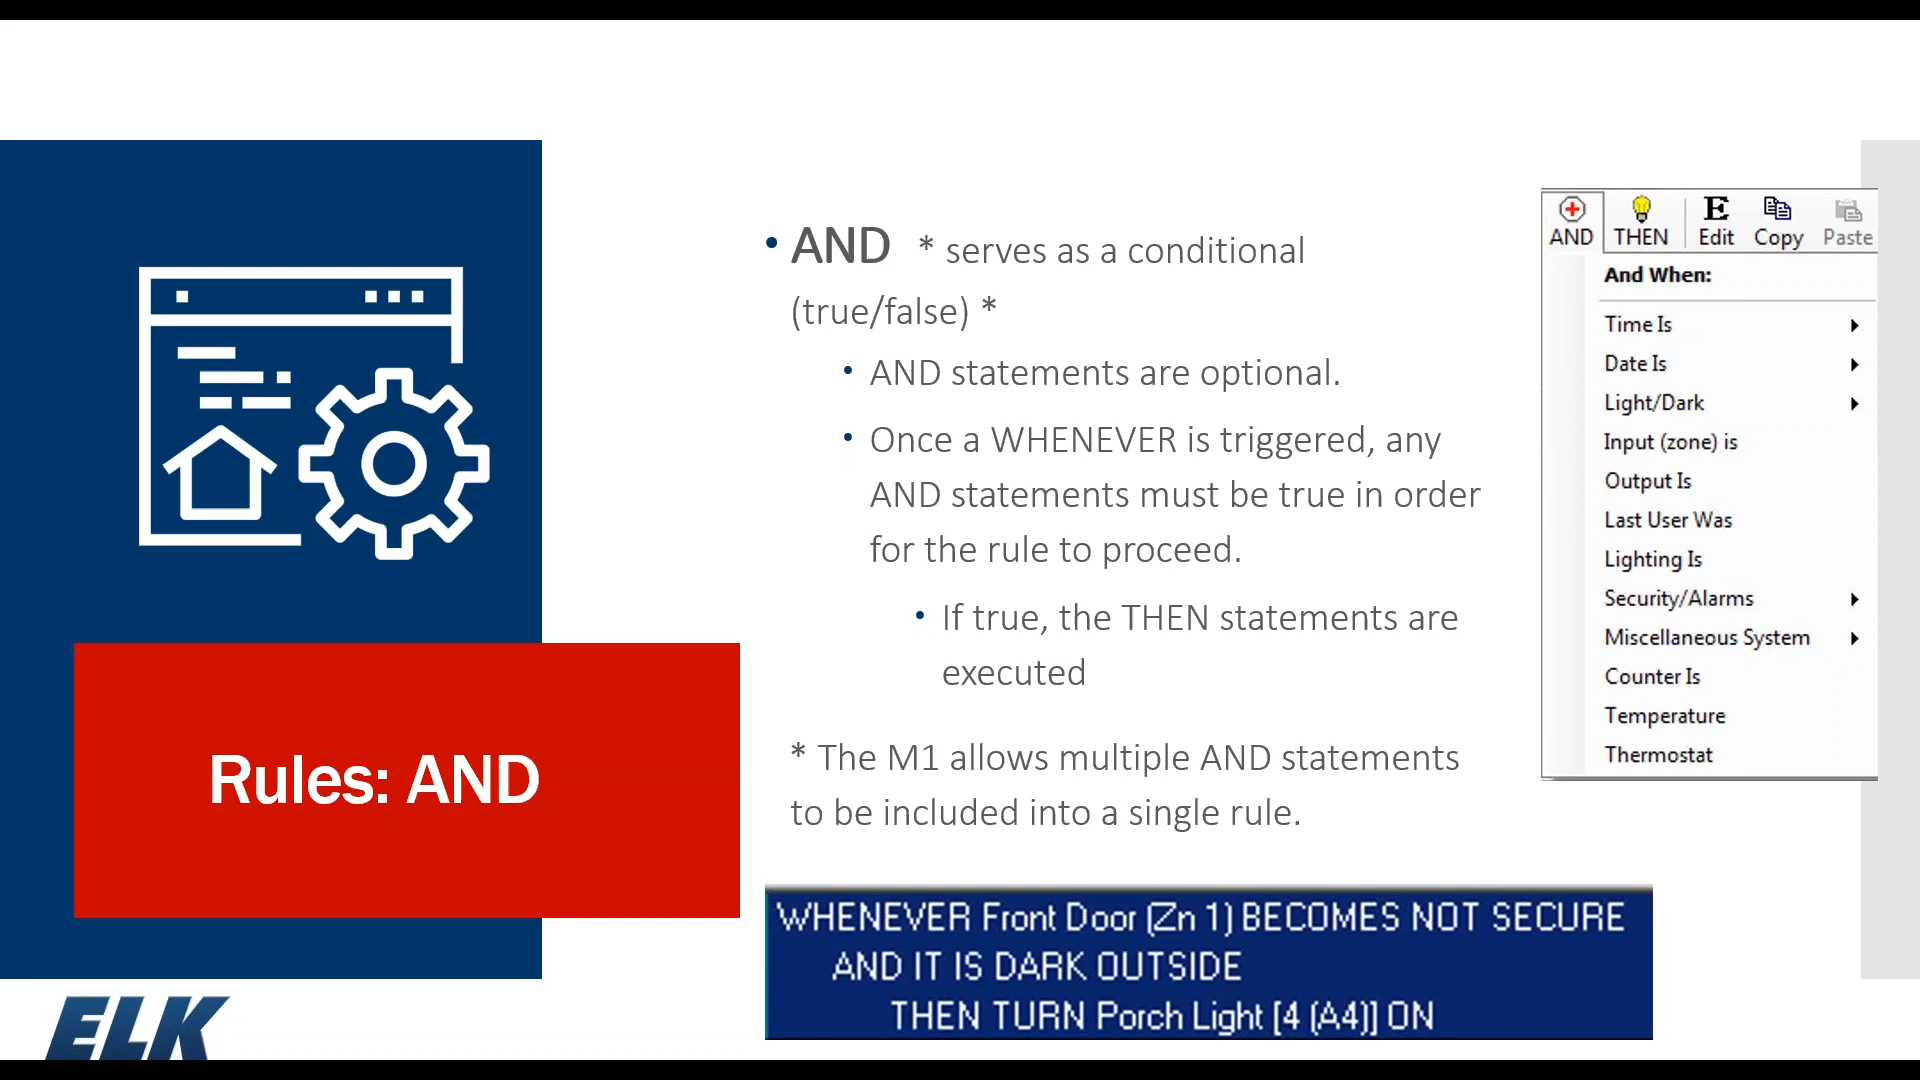 • AND * serves as a conditional
(true/false) *
• AND statements are optional.
• Once a WHENEVER is triggered, any
AND statements must be true in order
for the rule to proceed.
• If true, the THEN statements are
executed
* The M1 allows multiple AND statements
to be included into a single rule.
Rules: AND
AND THEN Edit Copy Paste
And When:
Time Is
Date Is
Light/Dark
Input (zone) is
Output Is
Last User Was
Lighting Is
Security/Alarms
Miscellaneous System
Counter Is
Temperature
Thermostat
WHENEVER Front Door (Zn 1) BECOMES NOT SECURE
AND IT IS DARK OUTSIDE
THEN TURN Porch Light [4 (A4)] ON
ELK